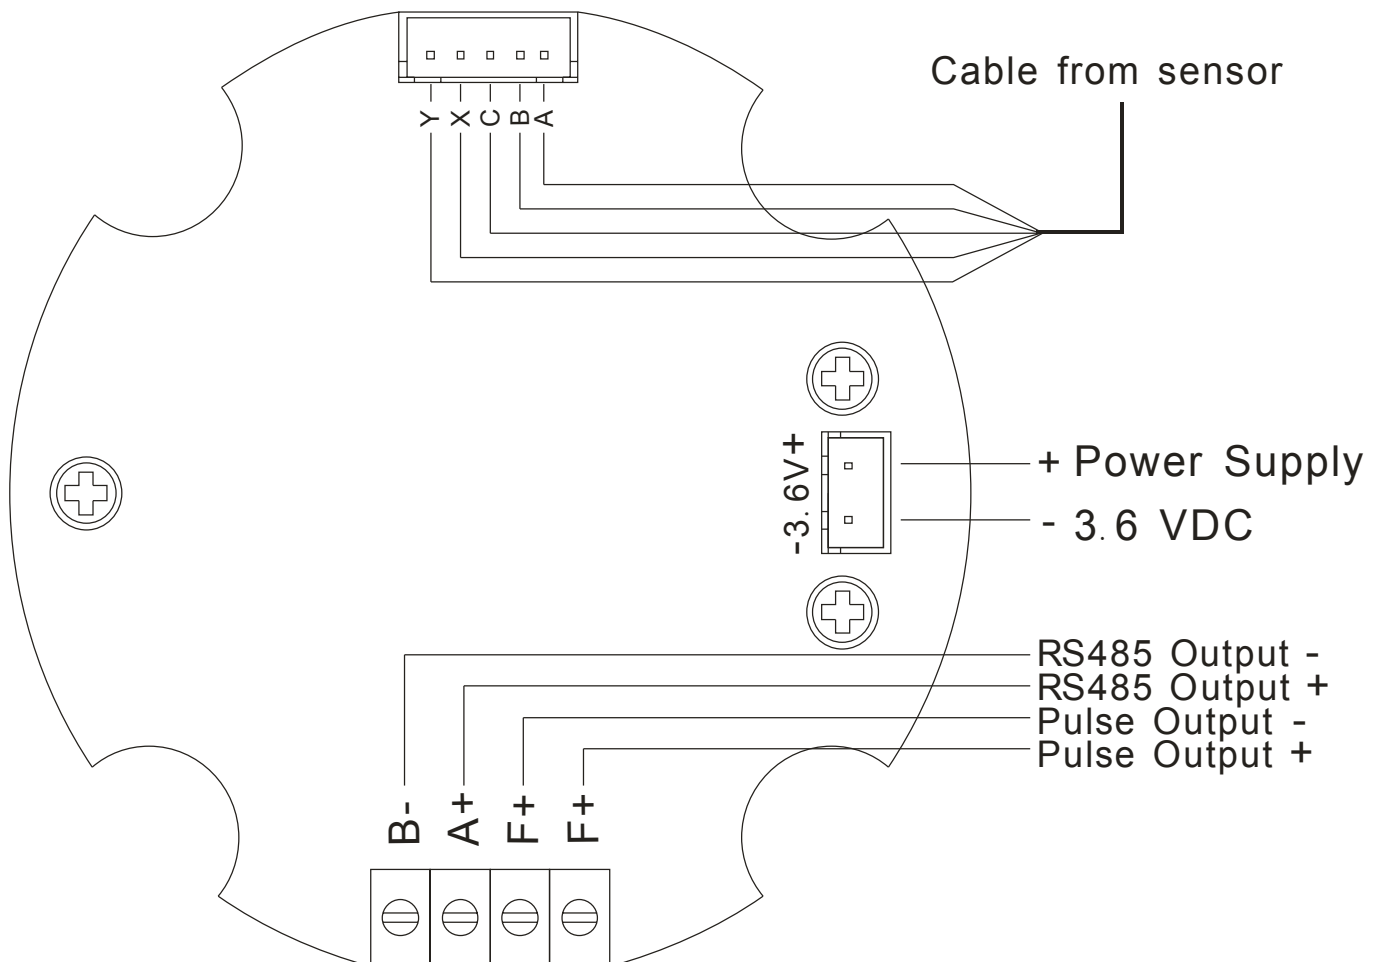 Cable from sensor
Y X C B A
-3.6V+
+ Power Supply
- 3.6 VDC
RS485 Output -
RS485 Output +
Pulse Output -
Pulse Output +
B- A+ F+ F+